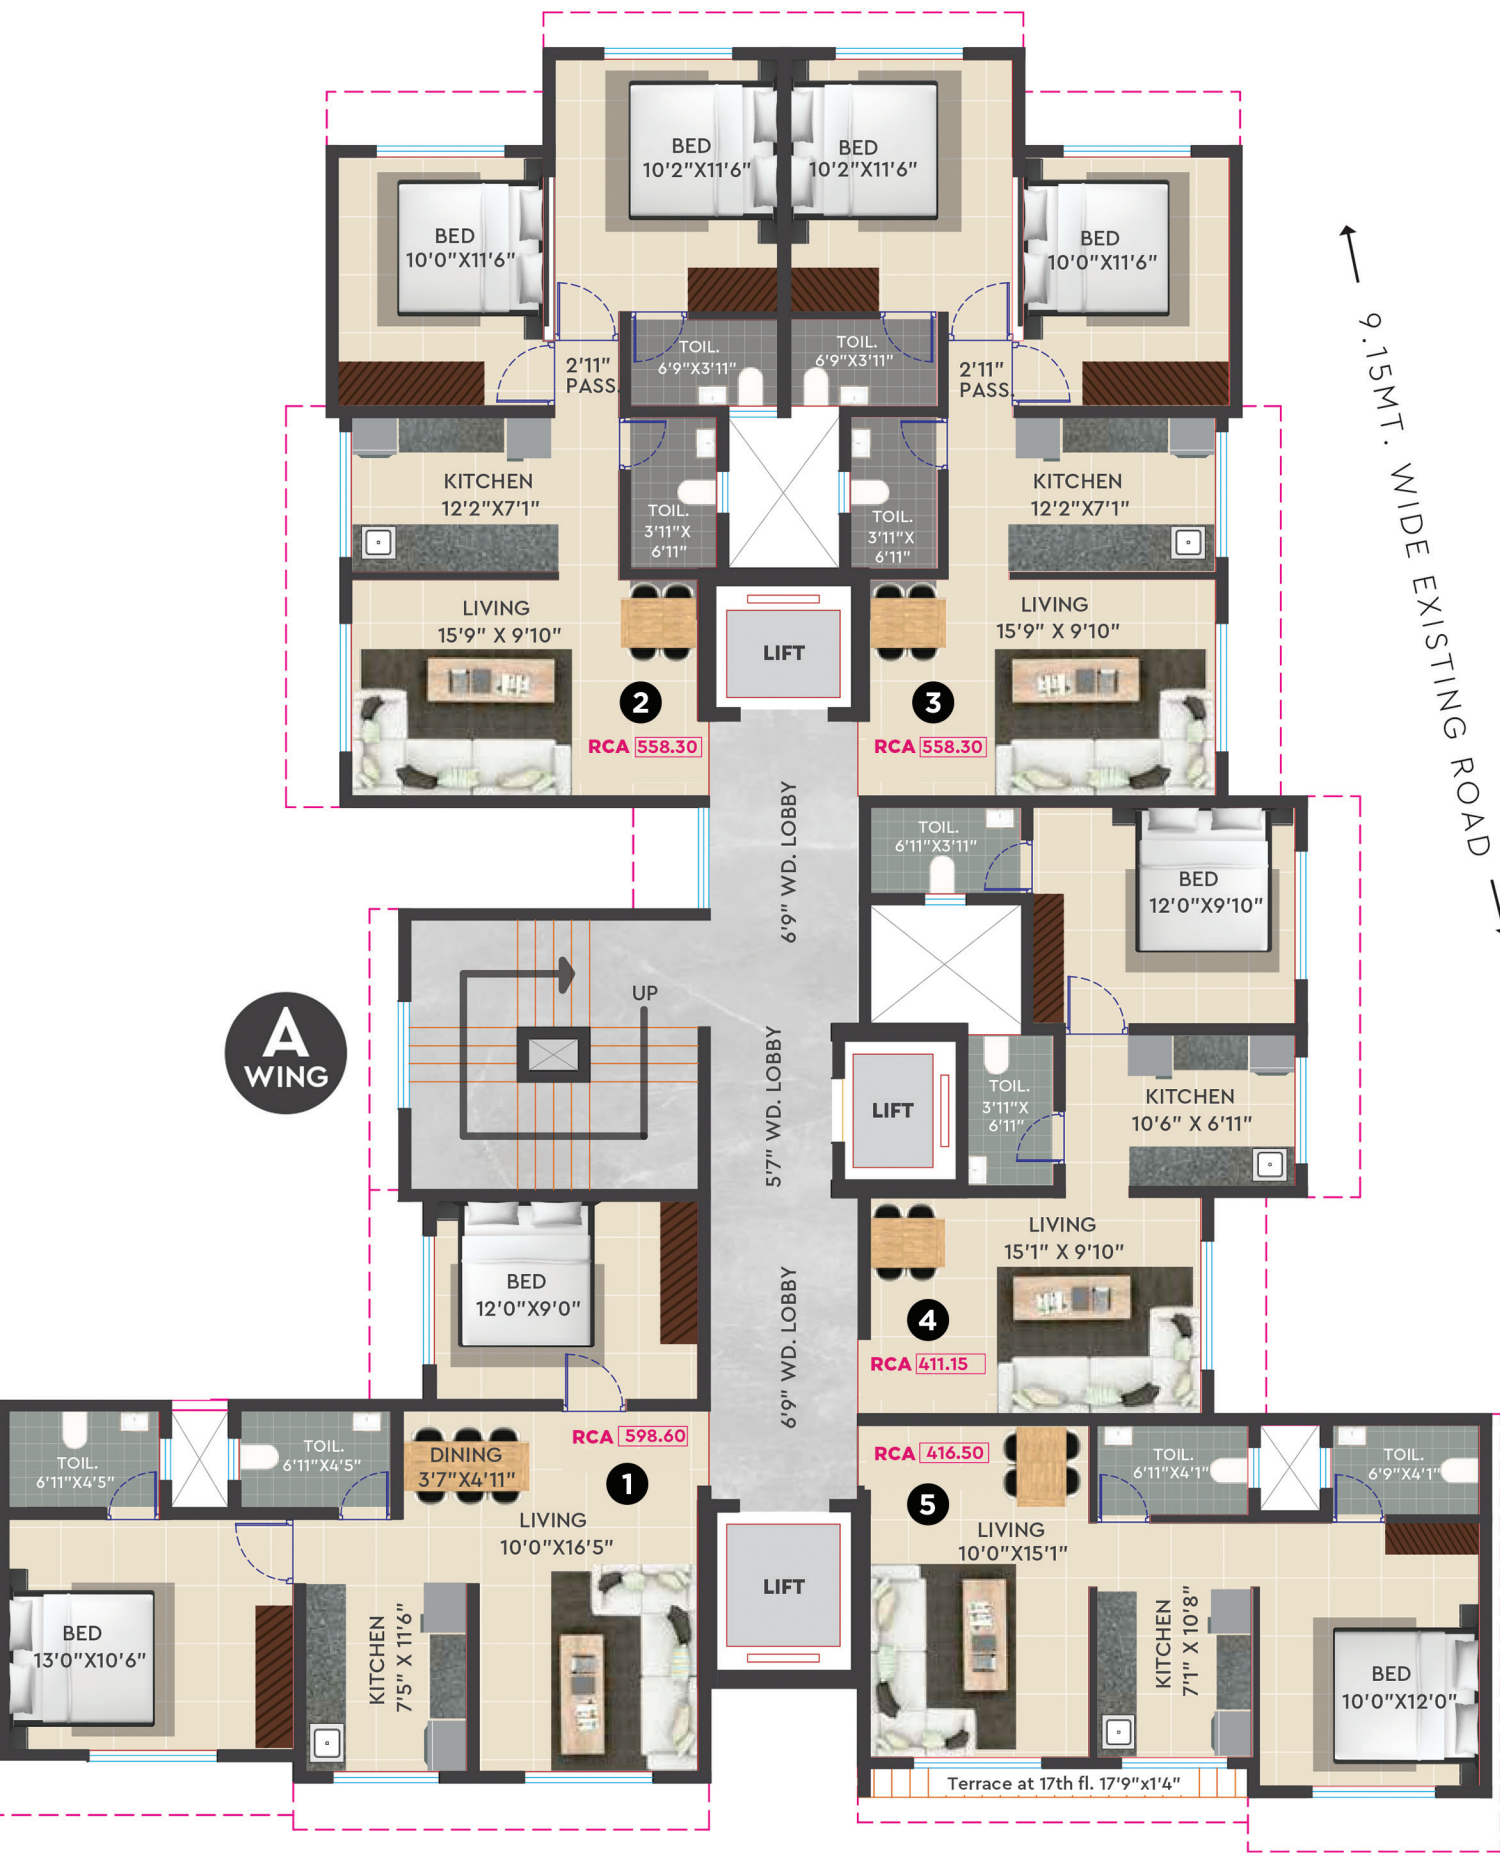 BED
10'2"X11'6"
BED
10'2"X11'6"
BED
10'0"X11'6"
BED
10'0"X11'6"
TOIL.
6'9"X3'11"
TOIL.
6'9"X3'11"
2'11"
PASS.
2'11"
PASS.
KITCHEN
12'2"X7'1"
TOIL.
3'11"X
6'11"
TOIL.
3'11"X
6'11"
KITCHEN
12'2"X7'1"
LIVING
15'9" X 9'10"
LIFT
LIVING
15'9" X 9'10"
2
RCA 558.30
3
RCA 558.30
9.15MT. WIDE EXISTING ROAD
6'9" WD. LOBBY
TOIL.
6'11"X3'11"
BED
12'0"X9'10"
UP
A
WING
5'7" WD. LOBBY
LIFT
TOIL.
3'11"X
6'11"
KITCHEN
10'6" X 6'11"
LIVING
15'1" X 9'10"
BED
12'0"X9'0"
6'9" WD. LOBBY
4
RCA 411.15
TOIL.
6'11"X4'5"
TOIL.
6'11"X4'5"
DINING
3'7"X4'11"
RCA 598.60
1
LIVING
10'0"X16'5"
RCA 416.50
5
LIVING
10'0"X15'1"
TOIL.
6'11"X4'1"
TOIL.
6'9"X4'1"
LIFT
BED
13'0"X10'6"
KITCHEN
7'5" X 11'6"
KITCHEN
7'1" X 10'8"
BED
10'0"X12'0"
Terrace at 17th fl. 17'9"x1'4"